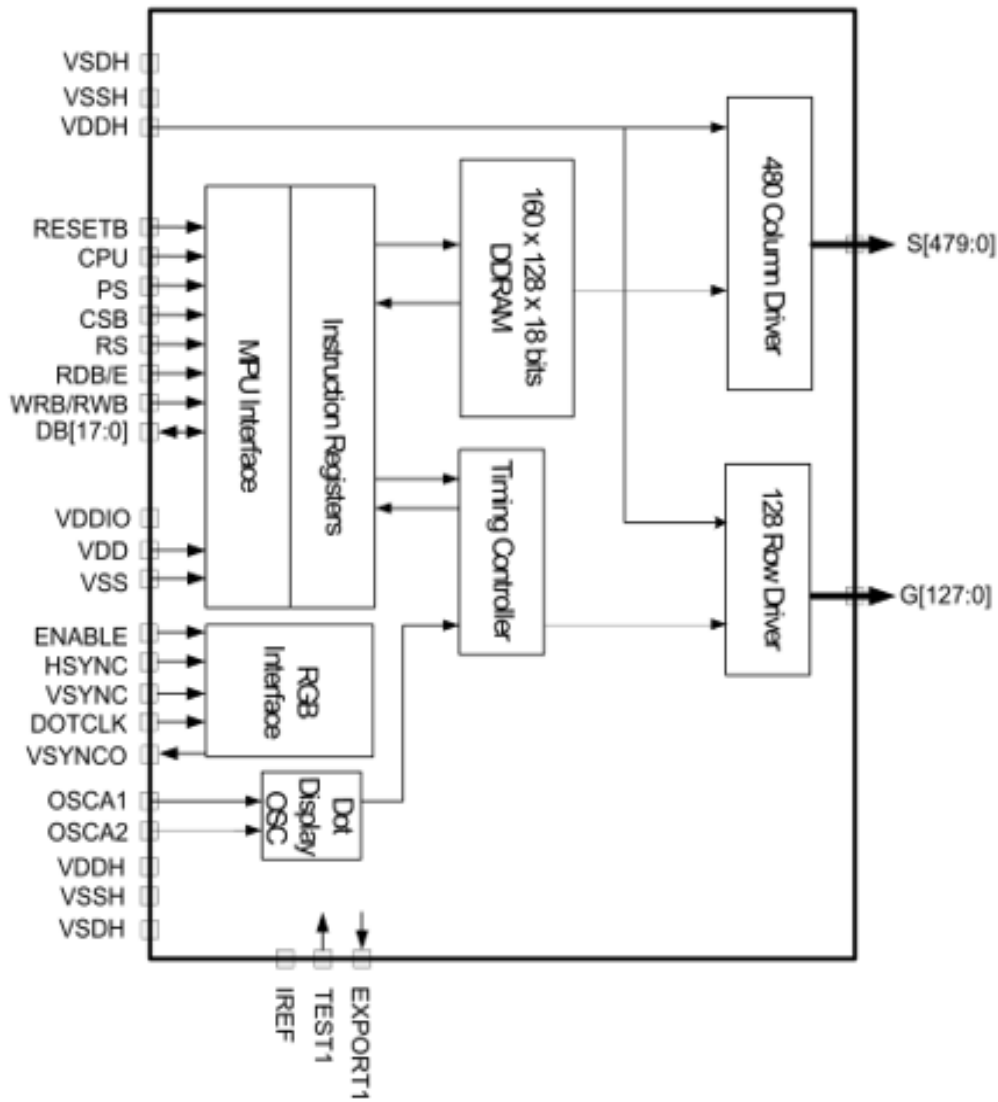 VSDH
VSSH
VDDH
RESETB
CPU
PS
CSB
RS
RDB/E
WRB/RWB
DB[17:0]
VDDIO
VDD
VSS
ENABLE
HSYNC
VSYNC
DOTCLK
VSYNCO
OSCA1
OSCA2
VDDH
VSSH
VSDH
MPU Interface
Instruction Registers
RGB
Interface
Dot
Display
OSC
160 x 128 x 18 bits
DDRAM
Timing Controller
480 Column Driver
128 Row Driver
S[479:0]
G[127:0]
IREF
TEST1
EXPORT1